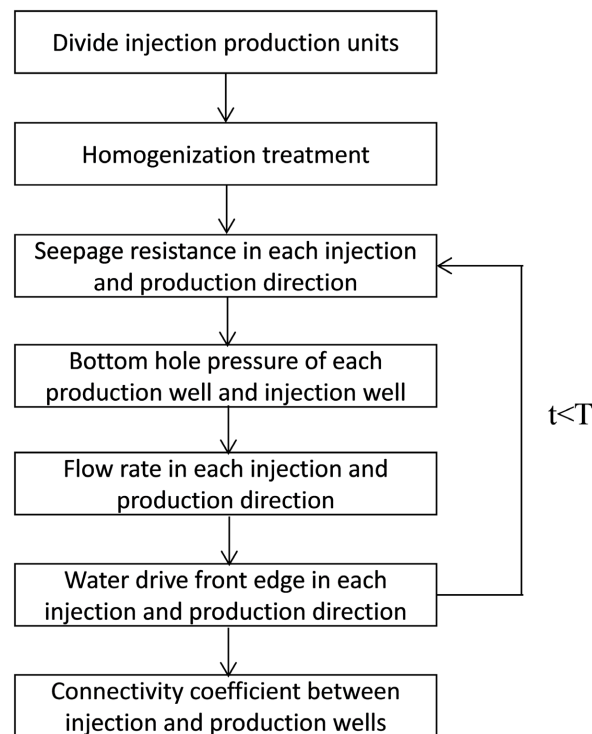 Divide injection production units
Homogenization treatment
Seepage resistance in each injection
and production direction
Bottom hole pressure of each
production well and injection well
t<T
Flow rate in each injection and
production direction
Water drive front edge in each
injection and production direction
Connectivity coefficient between
injection and production wells